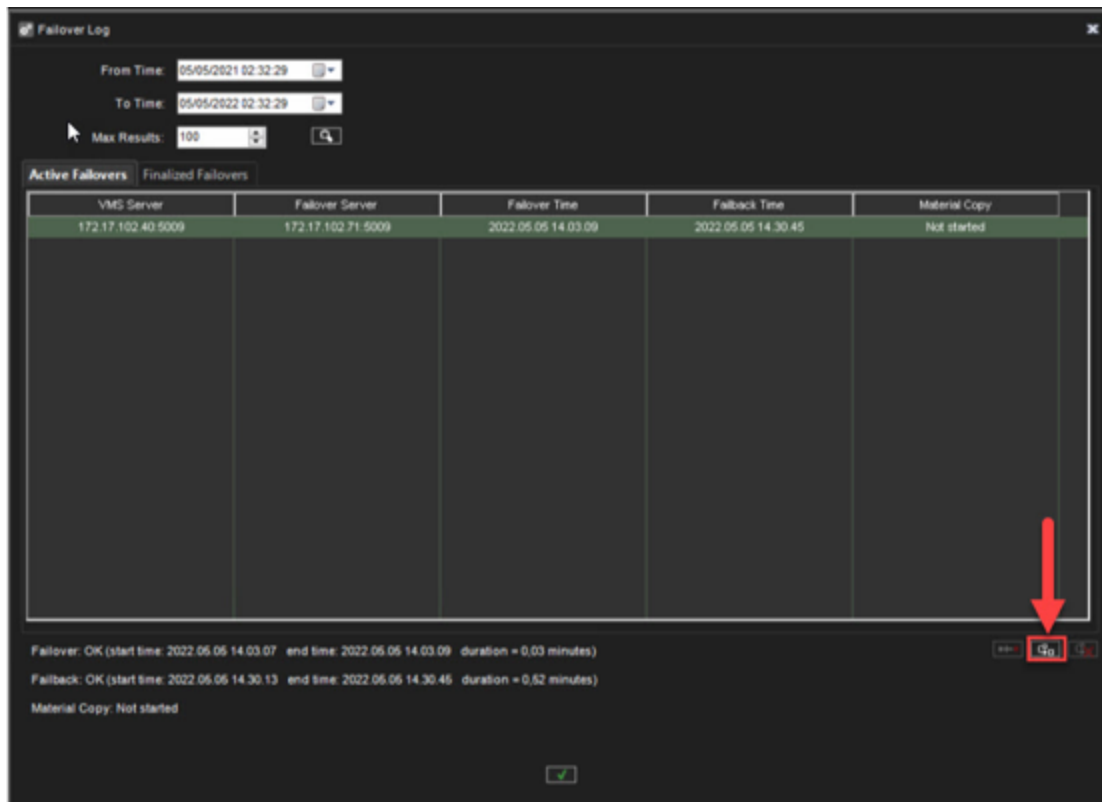 Failover Log
From Time: 05/05/2021 02:32:29
To Time: 05/05/2022 02:32:29
Max Results: 100
Active Failovers Finalized Failovers
VMS Server Failover Server Failover Time Failback Time Material Copy
172.17.102.40:5009 172.17.102.71:5009 2022.05.05 14.03.09 2022.05.05 14.30.45 Not started
Failover: OK (start time: 2022.05.05 14.03.07 end time: 2022.05.05 14.03.09 duration = 0,03 minutes)
Failback: OK (start time: 2022.05.05 14.30.13 end time: 2022.05.05 14.30.45 duration = 0,52 minutes)
Material Copy: Not started